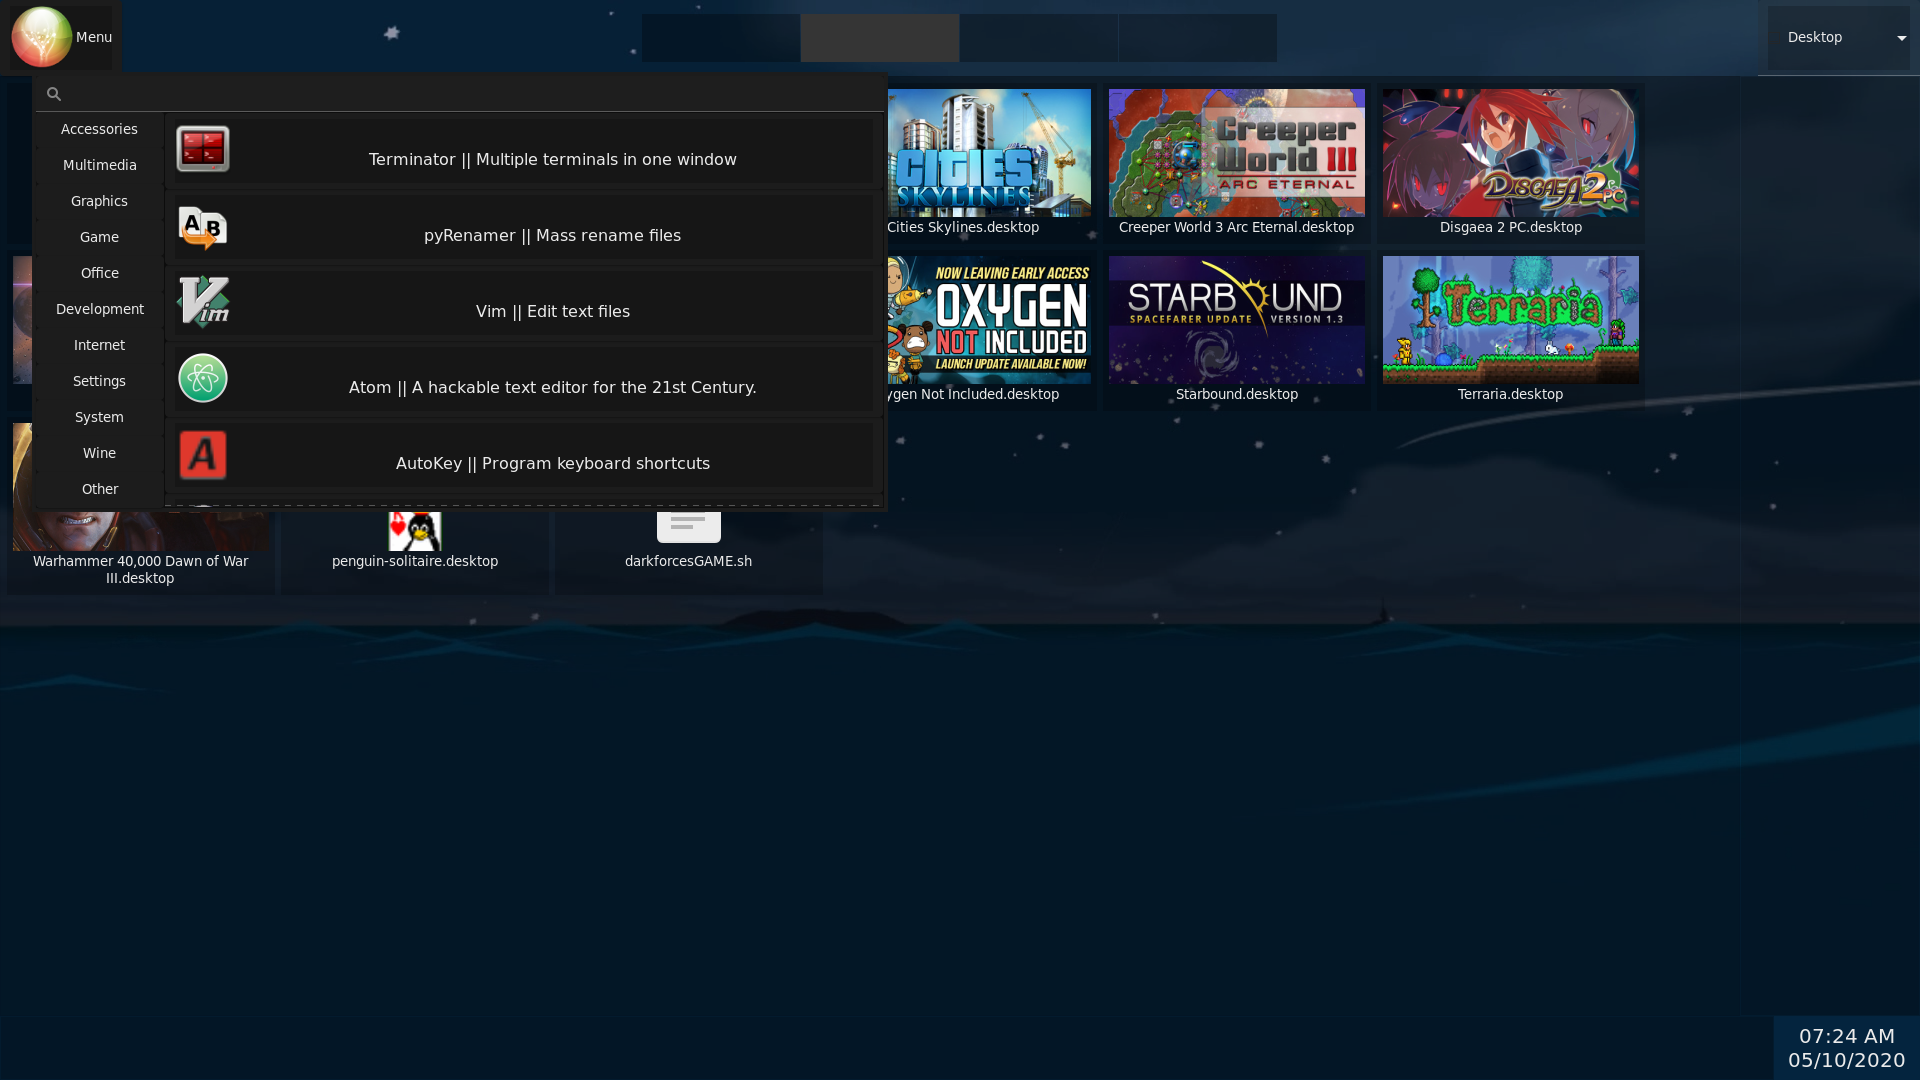 Menu
Desktop
Accessories
Multimedia
Graphics
Game
Office
Development
Internet
Settings
System
Wine
Other
Terminator || Multiple terminals in one window
pyRenamer || Mass rename files
Vim || Edit text files
Atom || A hackable text editor for the 21st Century.
AutoKey || Program keyboard shortcuts
CITIES
SKYLINES
Cities Skylines.desktop
Creeper
World III
ARC ETERNAL
Creeper World 3 Arc Eternal.desktop
DISGAEA 2 PC
Disgaea 2 PC.desktop
NOW LEAVING EARLY ACCESS
OXYGEN
NOT INCLUDED
LAUNCH UPDATE AVAILABLE NOW!
Not Included.desktop
STARBOUND
SPACEFARER UPDATE VERSION 1.3
Starbound.desktop
Terraria
Terraria.desktop
Warhammer 40,000 Dawn of War
III.desktop
penguin-solitaire.desktop
darkforcesGAME.sh
07:24 AM
05/10/2020